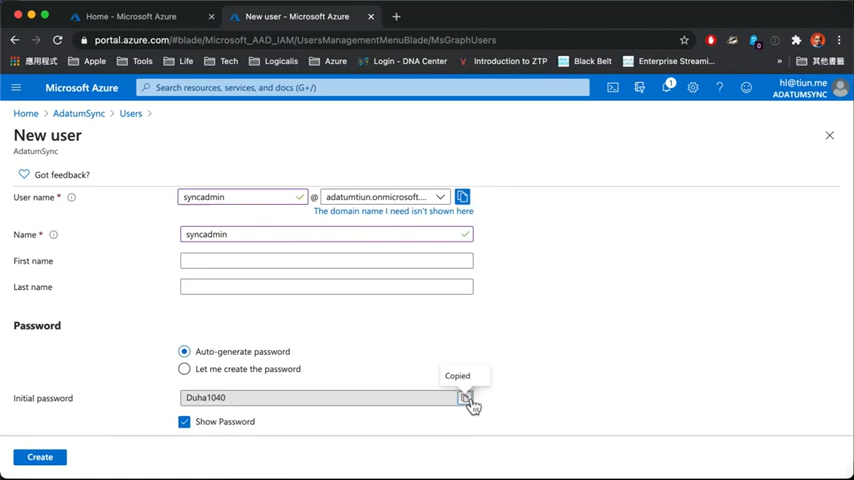 Home - Microsoft Azure
New user - Microsoft Azure
portal.azure.com/#blade/Microsoft_AAD_IAM/UsersManagementMenuBlade/MsGraphUsers
應用程式 Apple Tools Life Tech Logicalis Azure Login - DNA Center Introduction to ZTP Black Belt Enterprise Streami... » 其他書籤
Microsoft Azure
Search resources, services, and docs (G+/)
1
hl@tiun.me
ADATUMSYNC
Home > AdatumSync > Users >
New user
AdatumSync
Got feedback?
User name * syncadmin @ adatumtiun.onmicrosoft....
The domain name I need isn't shown here
Name * syncadmin
First name
Last name
Password
Auto-generate password
Let me create the password
Copied
Initial password Duha1040
Show Password
Create